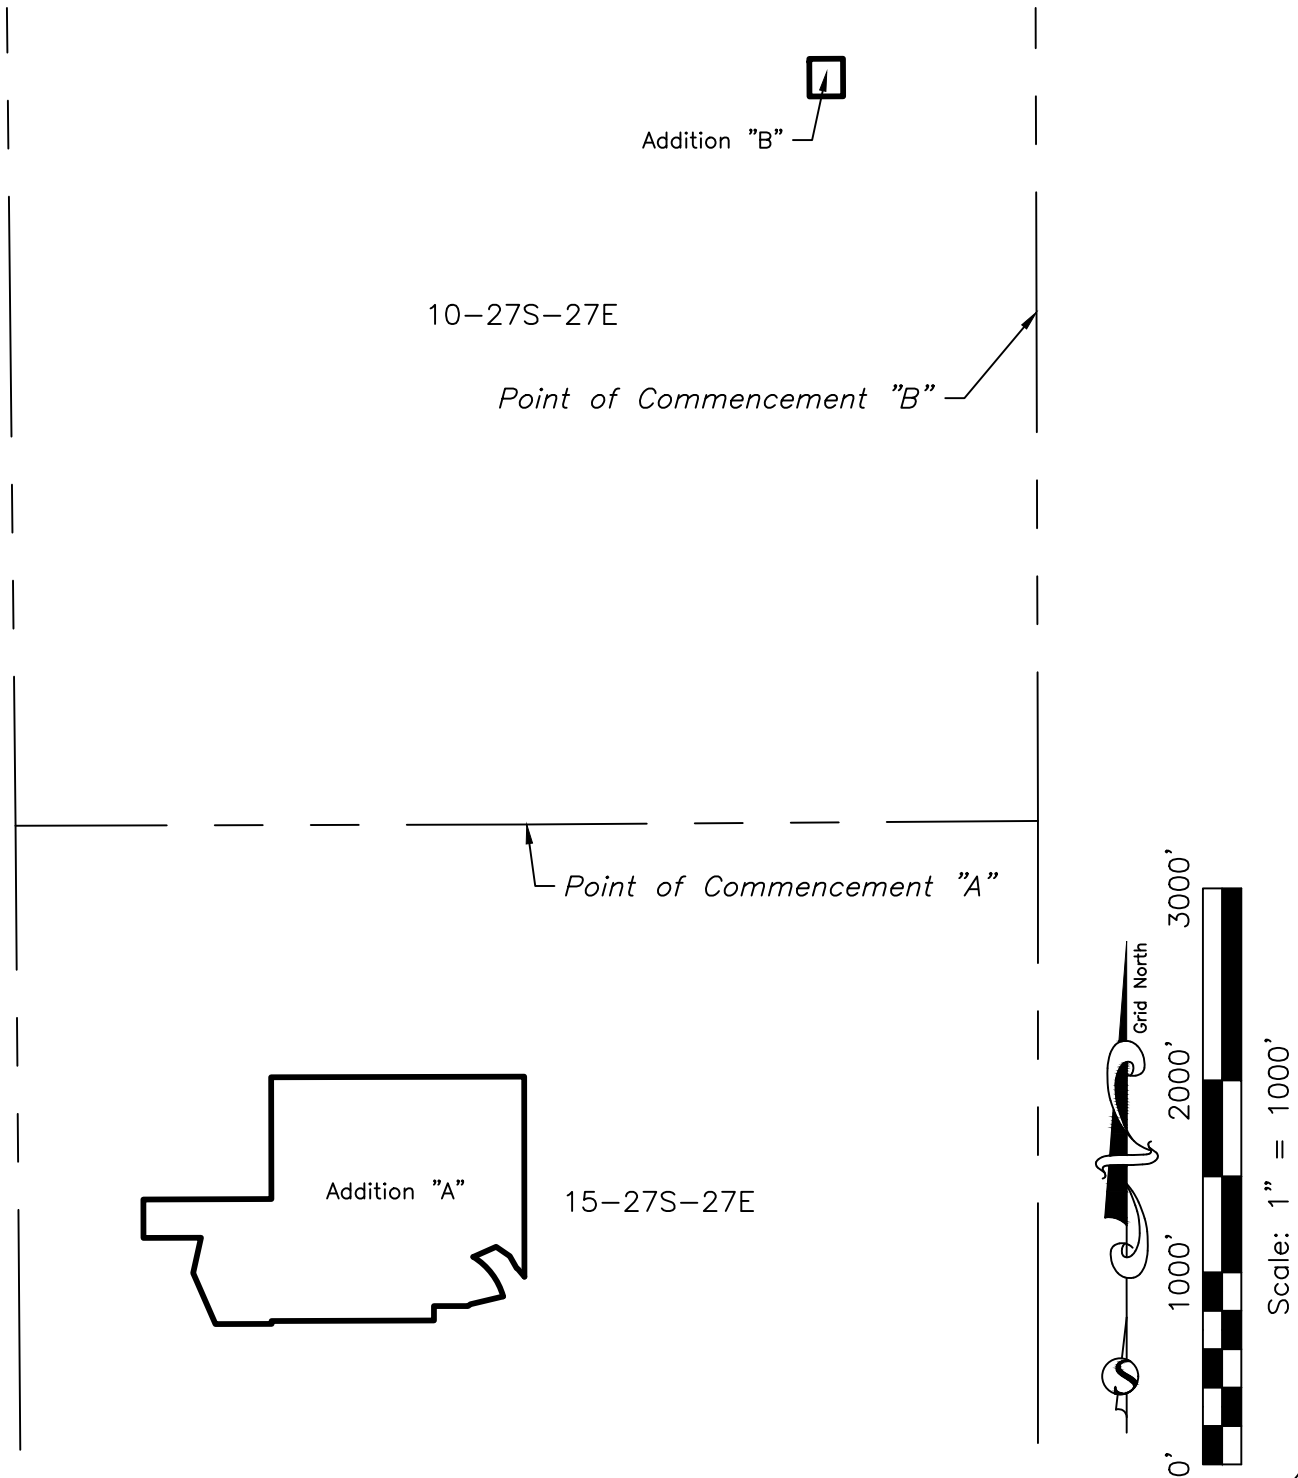 Addition "B"
10-27S-27E
Point of Commencement "B"
Point of Commencement "A"
Addition "A"
15-27S-27E
Grid North
0' 1000' 2000' 3000'
Scale: 1" = 1000'